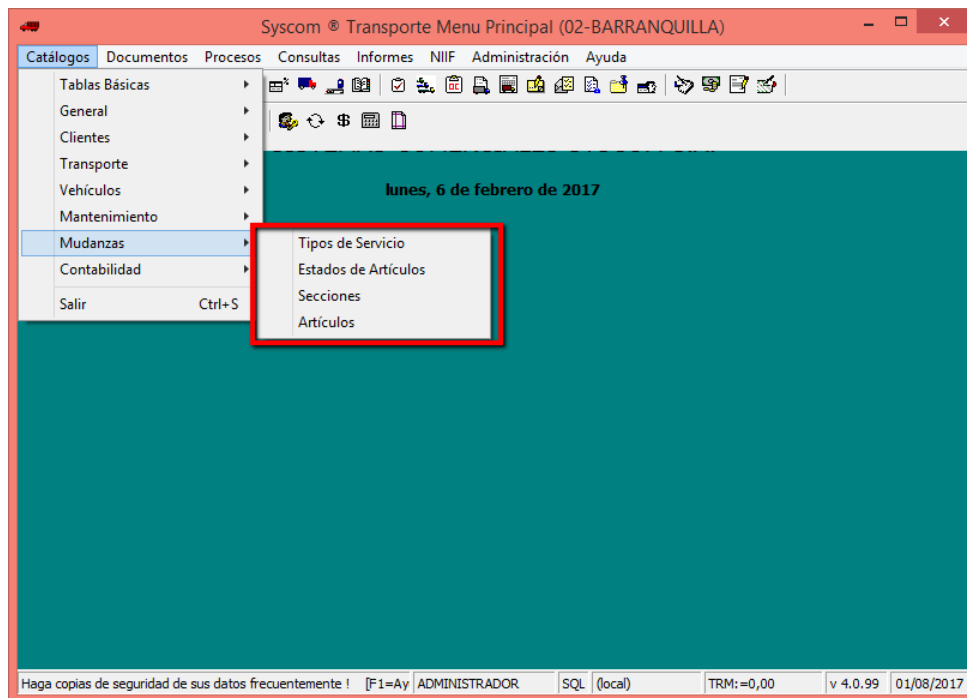 Syscom ® Transporte Menu Principal (02-BARRANQUILLA)
Catálogos Documentos Procesos Consultas Informes NIIF Administración Ayuda
Tablas Básicas
General
Clientes
Transporte
Vehículos
Mantenimiento
Mudanzas
Contabilidad
Salir Ctrl+S
lunes, 6 de febrero de 2017
Tipos de Servicio
Estados de Artículos
Secciones
Artículos
Haga copias de seguridad de sus datos frecuentemente ! [F1=Ay ADMINISTRADOR SQL (local) TRM:=0,00 v 4.0.99 01/08/2017